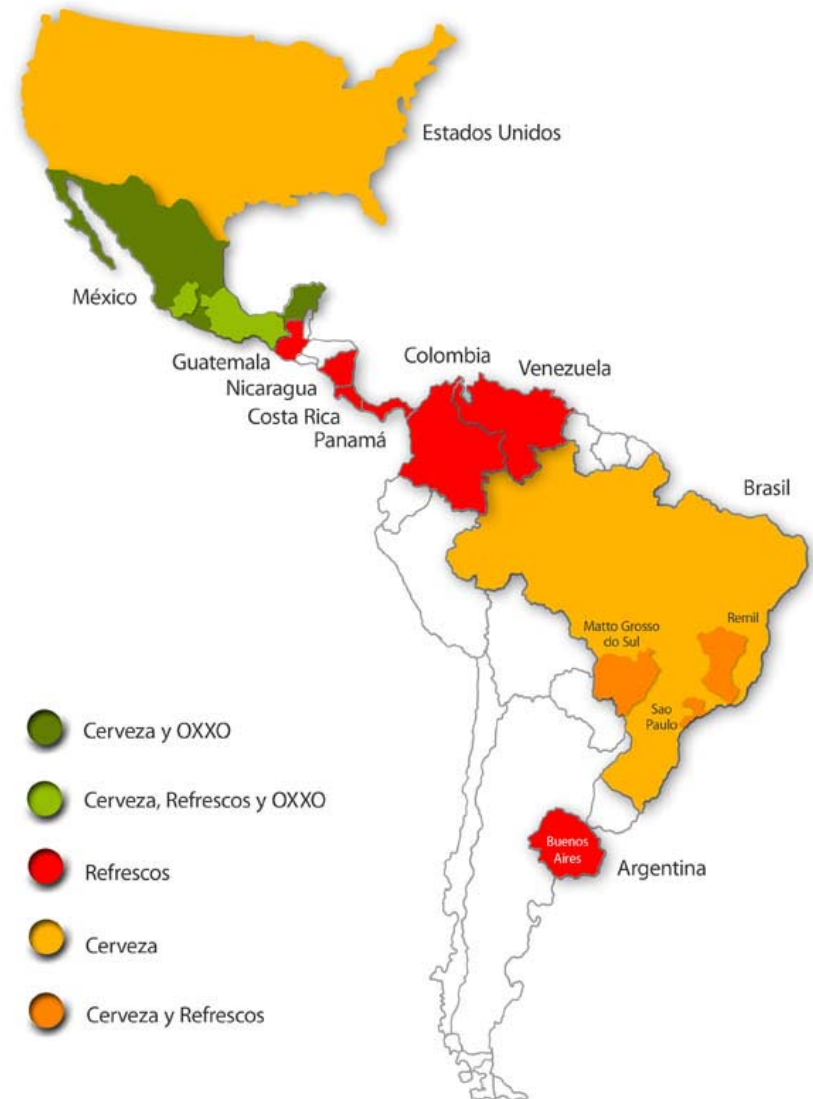 Estados Unidos
México
Guatemala
Nicaragua
Costa Rica
Panamá
Colombia
Venezuela
Brasil
Matto Grosso
do Sul
Remil
Sao
Paulo
Buenos
Aires
Argentina
Cerveza y OXXO
Cerveza, Refrescos y OXXO
Refrescos
Cerveza
Cerveza y Refrescos